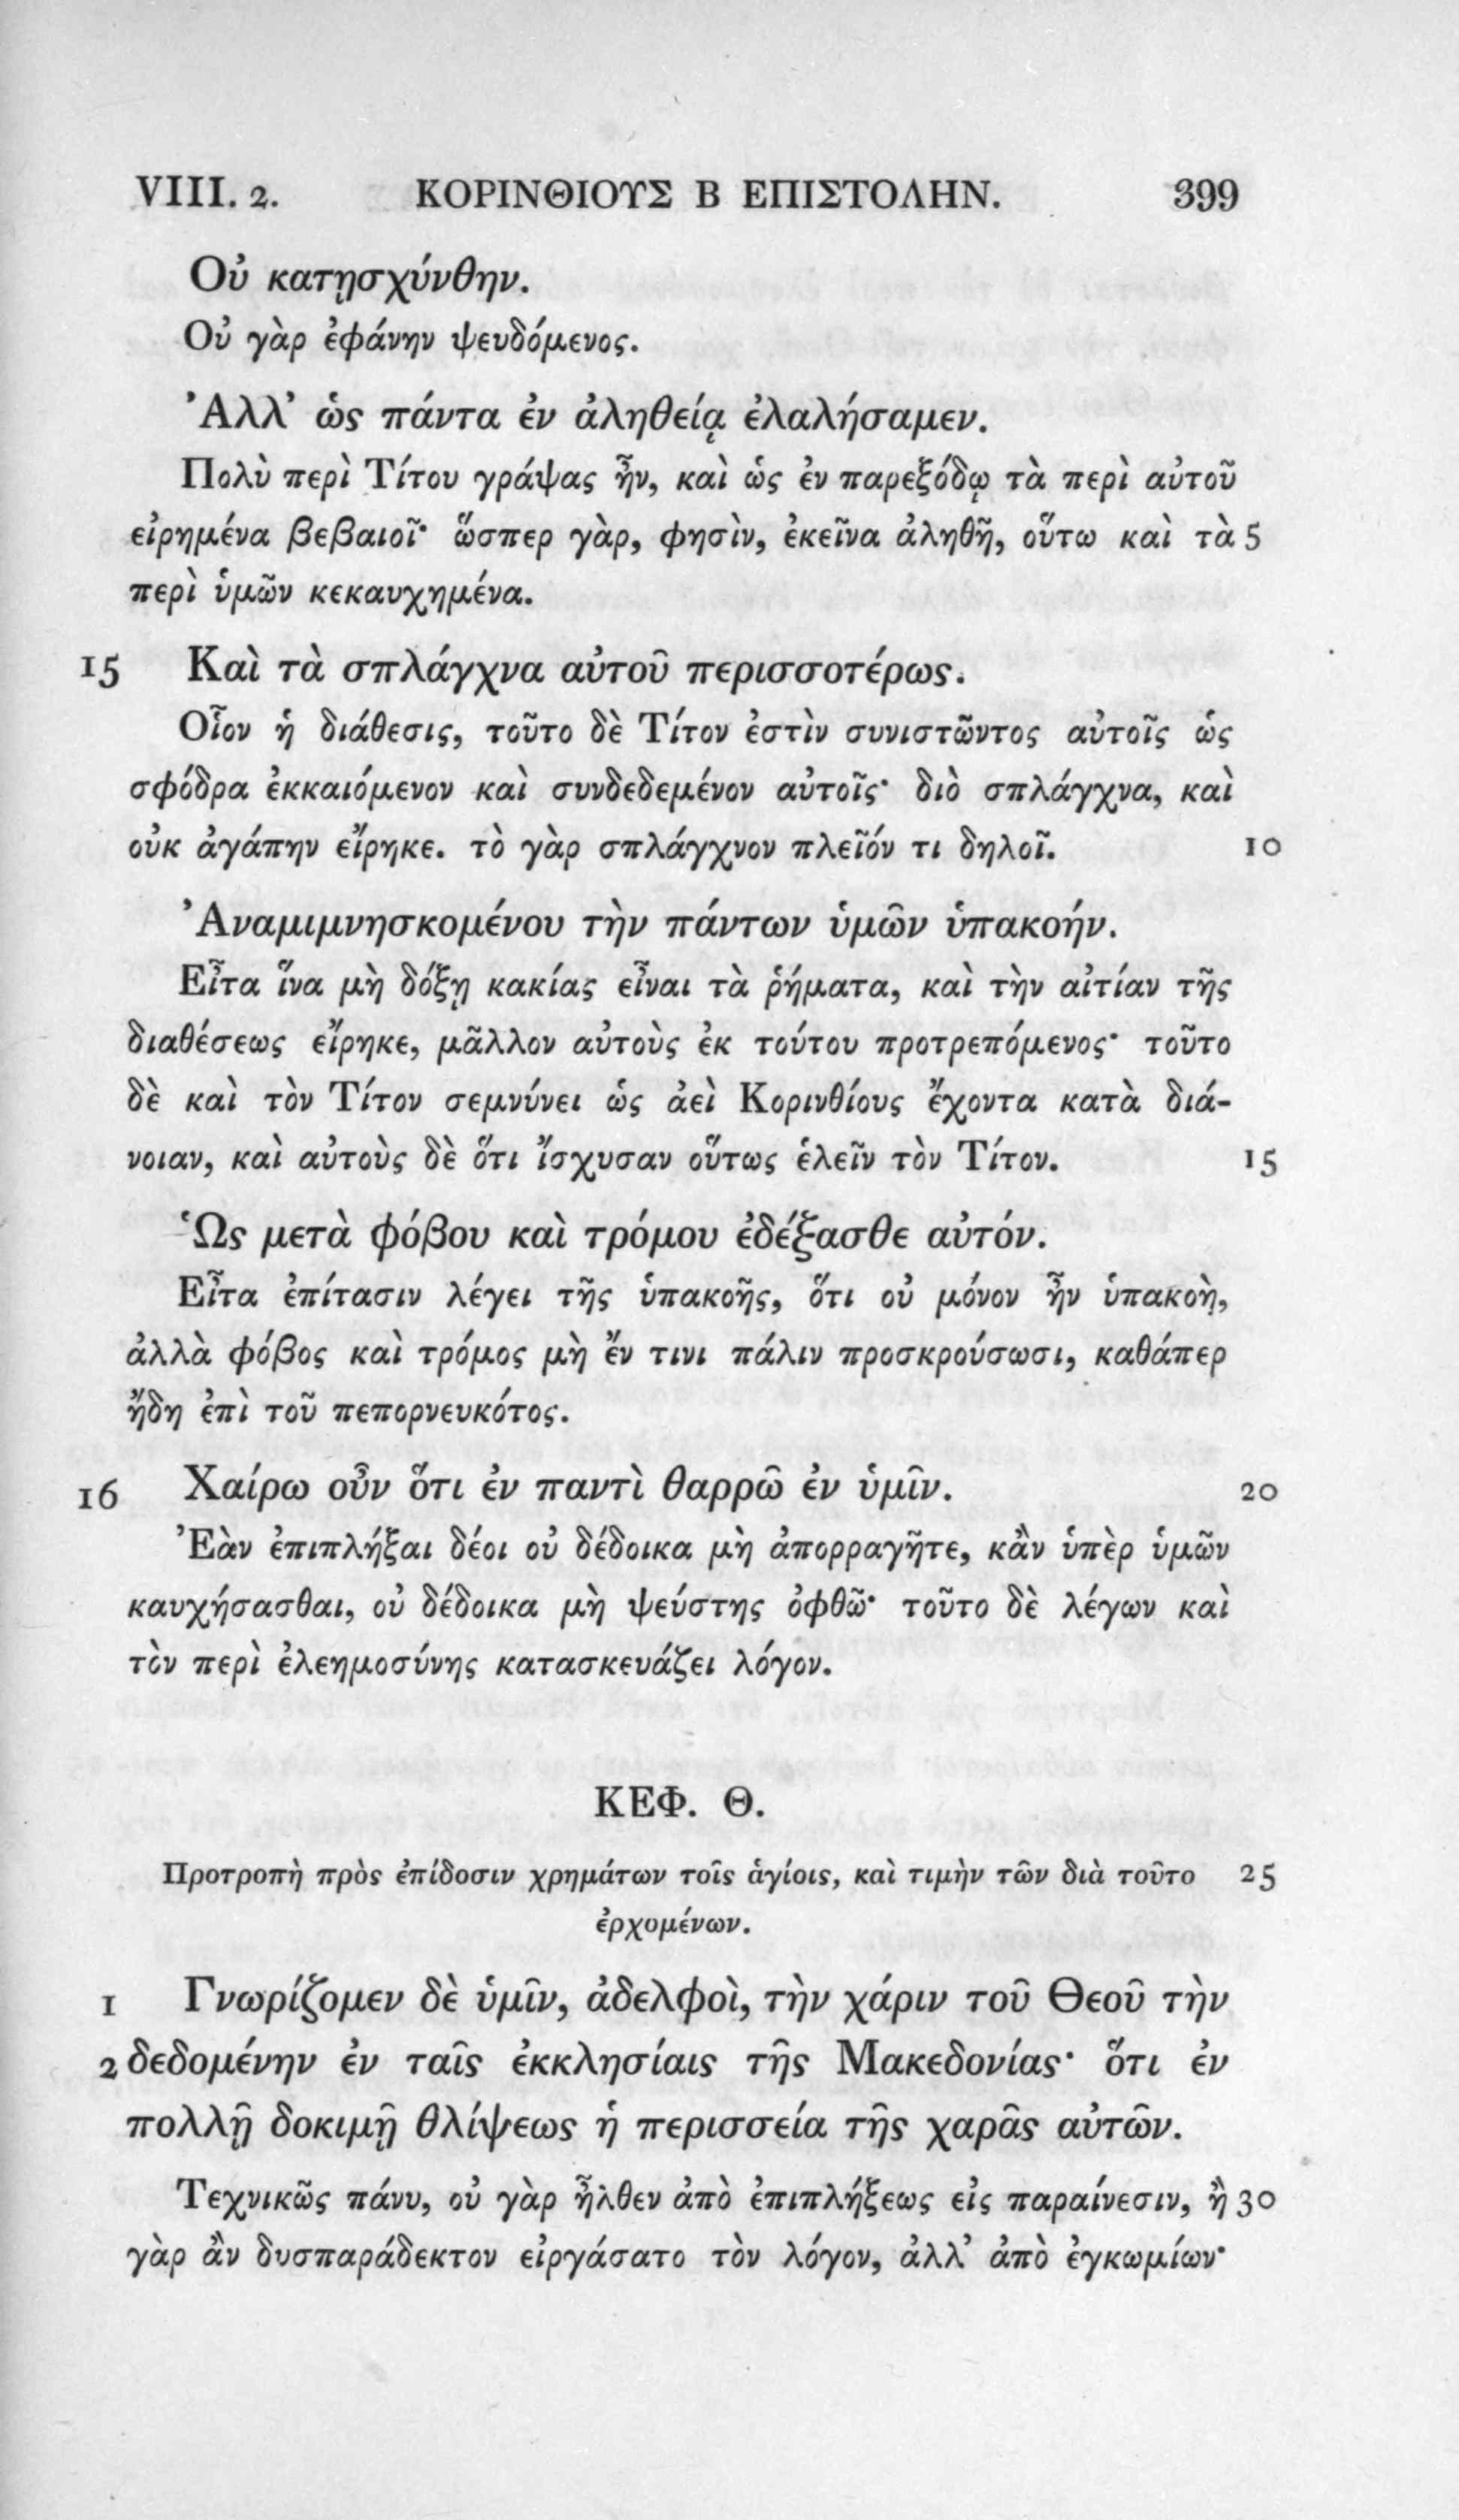 VIII. 2. ΚΟΡΙΝΘΙΟΥΣ Β ΕΠΙΣΤΟΛΗΝ. 399
Οὐ κατῃσχύνθην.
Οὐ γὰρ ἐφάνην ψευδόμενος.
Ἀλλ’ ὡς πάντα ἐν ἀληθείᾳ ἐλαλήσαμεν.
Πολὺ περὶ Τίτου γράψας ἦν, καὶ ὡς ἐν παρεξόδῳ τὰ περὶ αὐτοῦ
εἰρημένα βεβαιοῖ· ὥσπερ γὰρ, φησὶν, ἐκεῖνα ἀληθῆ, οὕτω καὶ τὰ 5
περὶ ὑμῶν κεκαυχημένα.
15 Καὶ τὰ σπλάγχνα αὐτοῦ περισσοτέρως.
Οἷον ἡ διάθεσις, τοῦτο δὲ Τίτον ἐστὶν συνιστῶντος αὐτοῖς ὡς
σφόδρα ἐκκαιόμενον καὶ συνδεδεμένον αὐτοῖς· διὸ σπλάγχνα, καὶ
οὐκ ἀγάπην εἴρηκε. τὸ γὰρ σπλάγχνον πλεῖόν τι δηλοῖ. 10
Ἀναμιμνησκομένου τὴν πάντων ὑμῶν ὑπακοήν.
Εἶτα ἵνα μὴ δόξῃ κακίας εἶναι τὰ ῥήματα, καὶ τὴν αἰτίαν τῆς
διαθέσεως εἴρηκε, μᾶλλον αὐτοὺς ἐκ τούτου προτρεπόμενος· τοῦτο
δὲ καὶ τὸν Τίτον σεμνύνει ὡς ἀεὶ Κορινθίους ἔχοντα κατὰ διά-
νοιαν, καὶ αὐτοὺς δὲ ὅτι ἴσχυσαν οὕτως ἑλεῖν τὸν Τίτον. 15
Ὡς μετὰ φόβου καὶ τρόμου ἐδέξασθε αὐτόν.
Εἶτα ἐπίτασιν λέγει τῆς ὑπακοῆς, ὅτι οὐ μόνον ἦν ὑπακοὴ,
ἀλλὰ φόβος καὶ τρόμος μὴ ἔν τινι πάλιν προσκρούσωσι, καθάπερ
ἤδη ἐπὶ τοῦ πεπορνευκότος.
16 Χαίρω οὖν ὅτι ἐν παντὶ θαρρῶ ἐν ὑμῖν. 20
Ἐὰν ἐπιπλήξαι δέοι οὐ δέδοικα μὴ ἀπορραγῆτε, κἂν ὑπὲρ ὑμῶν
καυχήσασθαι, οὐ δέδοικα μὴ ψεύστης ὀφθῶ· τοῦτο δὲ λέγων καὶ
τὸν περὶ ἐλεημοσύνης κατασκευάζει λόγον.
ΚΕΦ. Θ.
Προτροπὴ πρὸς ἐπίδοσιν χρημάτων τοῖς ἁγίοις, καὶ τιμὴν τῶν διὰ τοῦτο 25
ἐρχομένων.
1 Γνωρίζομεν δὲ ὑμῖν, ἀδελφοὶ, τὴν χάριν τοῦ Θεοῦ τὴν
2 δεδομένην ἐν ταῖς ἐκκλησίαις τῆς Μακεδονίας· ὅτι ἐν
πολλῇ δοκιμῇ θλίψεως ἡ περισσεία τῆς χαρᾶς αὐτῶν.
Τεχνικῶς πάνυ, οὐ γὰρ ἦλθεν ἀπὸ ἐπιπλήξεως εἰς παραίνεσιν, ἢ 30
γὰρ ἂν δυσπαράδεκτον εἰργάσατο τὸν λόγον, ἀλλ’ ἀπὸ ἐγκωμίων·